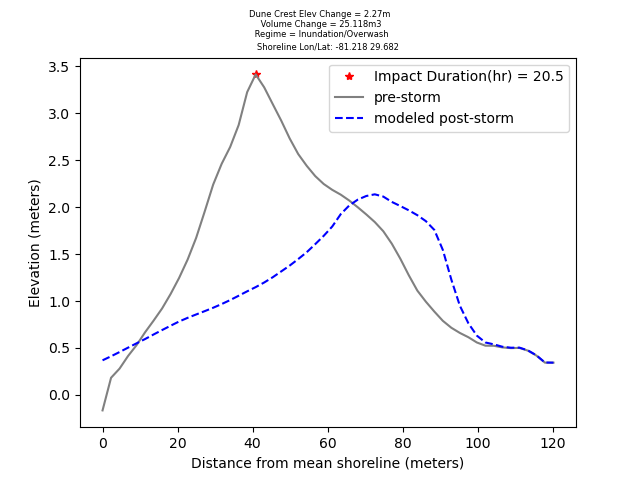 Dune Crest Elev Change = 2.27m
Volume Change = 25.118m3
Regime = Inundation/Overwash
Shoreline Lon/Lat: -81.218 29.682
Impact Duration(hr) = 20.5
pre-storm
modeled post-storm
3.5
3.0
2.5
2.0
1.5
1.0
0.5
0.0
Elevation (meters)
0 20 40 60 80 100 120
Distance from mean shoreline (meters)